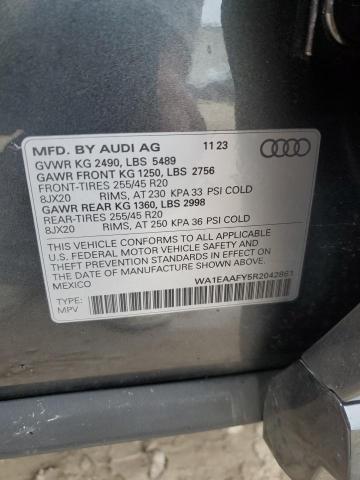 MFD. BY AUDI AG 11 23
GVWR KG 2490, LBS 5489
GAWR FRONT KG 1250, LBS 2756
FRONT-TIRES 255/45 R20
8JX20 RIMS, AT 230 KPA 33 PSI COLD
GAWR REAR KG 1360, LBS 2998
REAR-TIRES 255/45 R20
8JX20 RIMS, AT 250 KPA 36 PSI COLD
THIS VEHICLE CONFORMS TO ALL APPLICABLE
U.S. FEDERAL MOTOR VEHICLE SAFETY, BUMPER,
AND THEFT PREVENTION STANDARDS IN EFFECT ON
THE DATE OF MANUFACTURE SHOWN ABOVE.
MEXICO
WA1EAAFY5R2042861
TYPE:
MPV